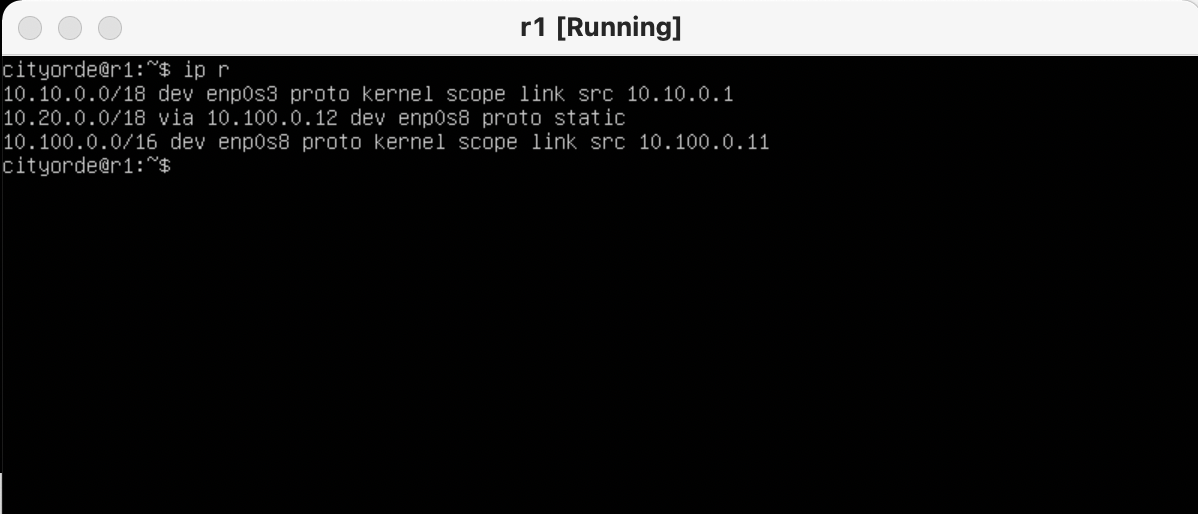 r1 [Running]
cityorde@r1:~$ ip r
10.10.0.0/18 dev enp0s3 proto kernel scope link src 10.10.0.1
10.20.0.0/18 via 10.100.0.12 dev enp0s8 proto static
10.100.0.0/16 dev enp0s8 proto kernel scope link src 10.100.0.11
cityorde@r1:~$